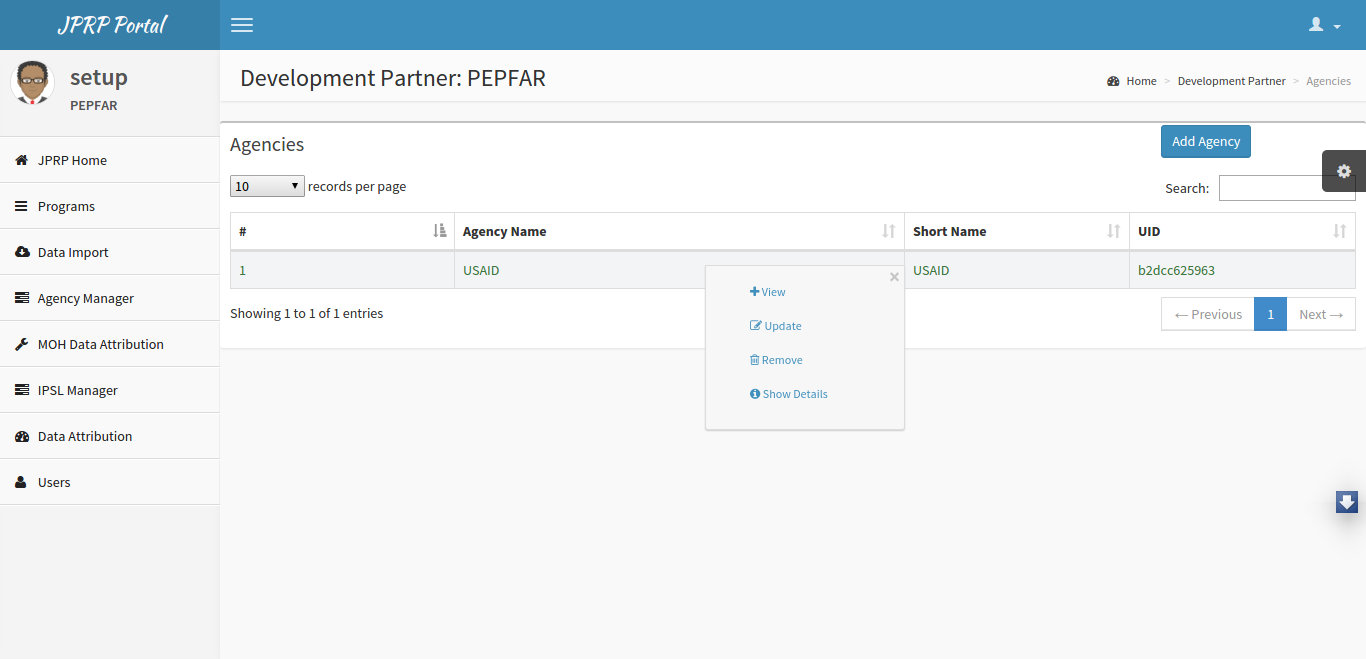 JPRP Portal
setup
PEPFAR
JPRP Home
Programs
Data Import
Agency Manager
MOH Data Attribution
IPSL Manager
Data Attribution
Users
Development Partner: PEPFAR
Home > Development Partner > Agencies
Agencies
Add Agency
10 records per page
Search:
# Agency Name Short Name UID
1 USAID USAID b2dcc625963
Showing 1 to 1 of 1 entries
← Previous 1 Next →
×
View
Update
Remove
Show Details